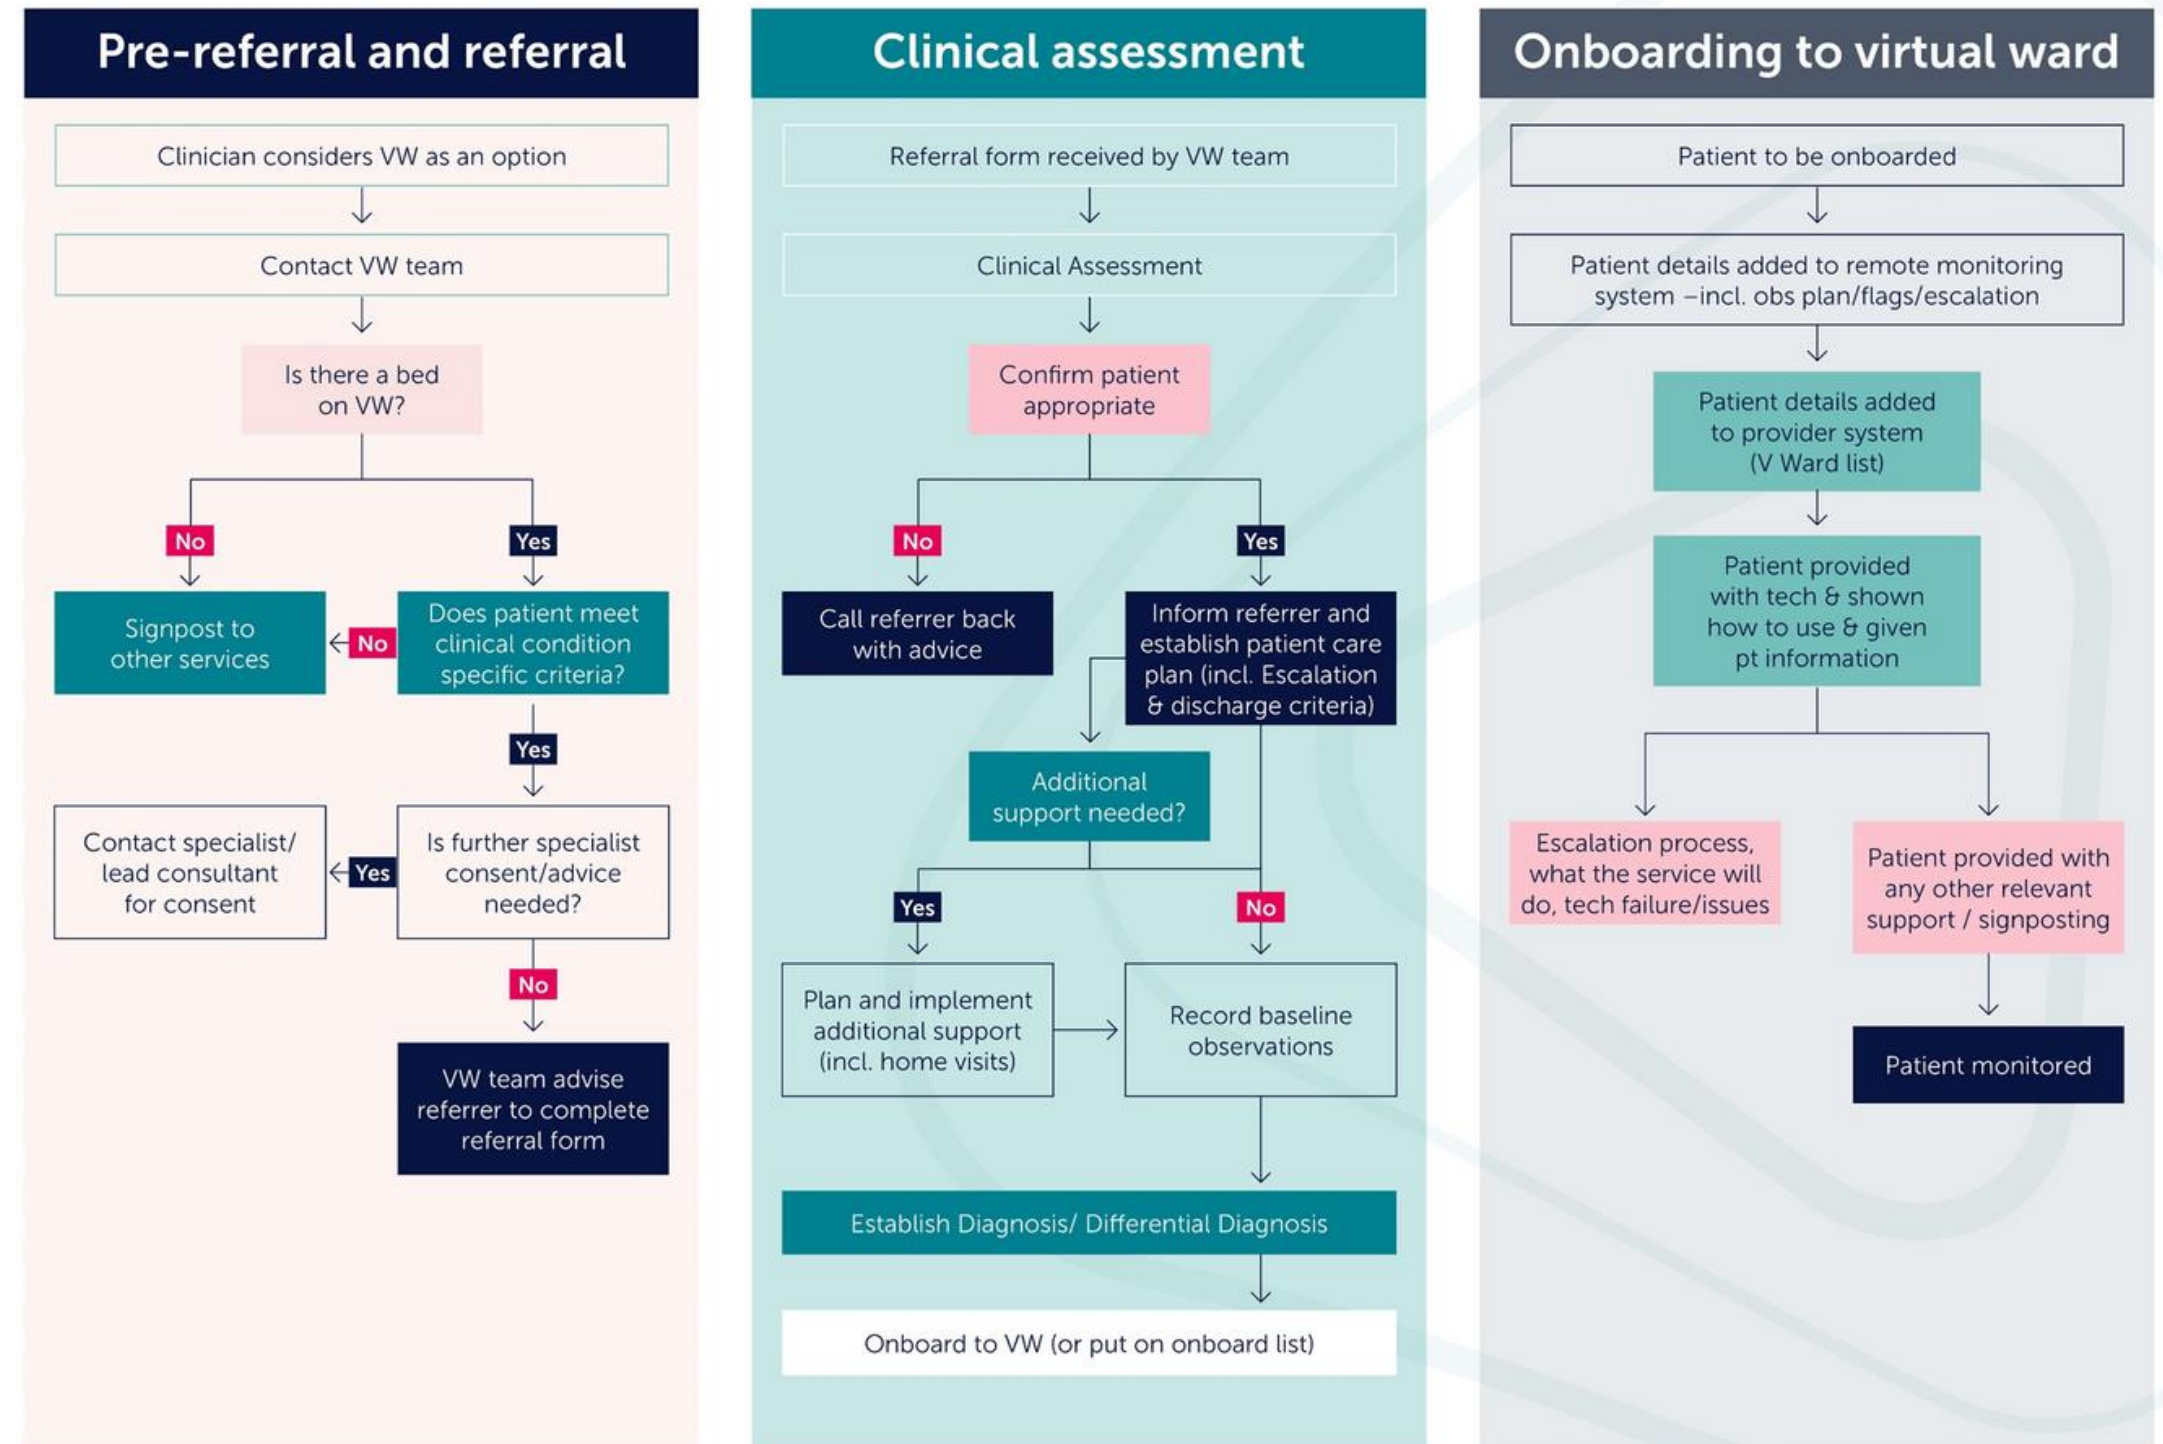 Pre-referral and referral
Clinician considers VW as an option
Contact VW team
Is there a bed
on VW?
No
Yes
Signpost to
other services
No
Does patient meet
clinical condition
specific criteria?
Yes
Contact specialist/
lead consultant
for consent
Yes
Is further specialist
consent/advice
needed?
No
VW team advise
referrer to complete
referral form
Clinical assessment
Referral form received by VW team
Clinical Assessment
Confirm patient
appropriate
No
Yes
Call referrer back
with advice
Inform referrer and
establish patient care
plan (incl. Escalation
& discharge criteria)
Additional
support needed?
Yes
No
Plan and implement
additional support
(incl. home visits)
Record baseline
observations
Establish Diagnosis/ Differential Diagnosis
Onboard to VW (or put on onboard list)
Onboarding to virtual ward
Patient to be onboarded
Patient details added to remote monitoring
system –incl. obs plan/flags/escalation
Patient details added
to provider system
(V Ward list)
Patient provided
with tech & shown
how to use & given
pt information
Escalation process,
what the service will
do, tech failure/issues
Patient provided with
any other relevant
support / signposting
Patient monitored